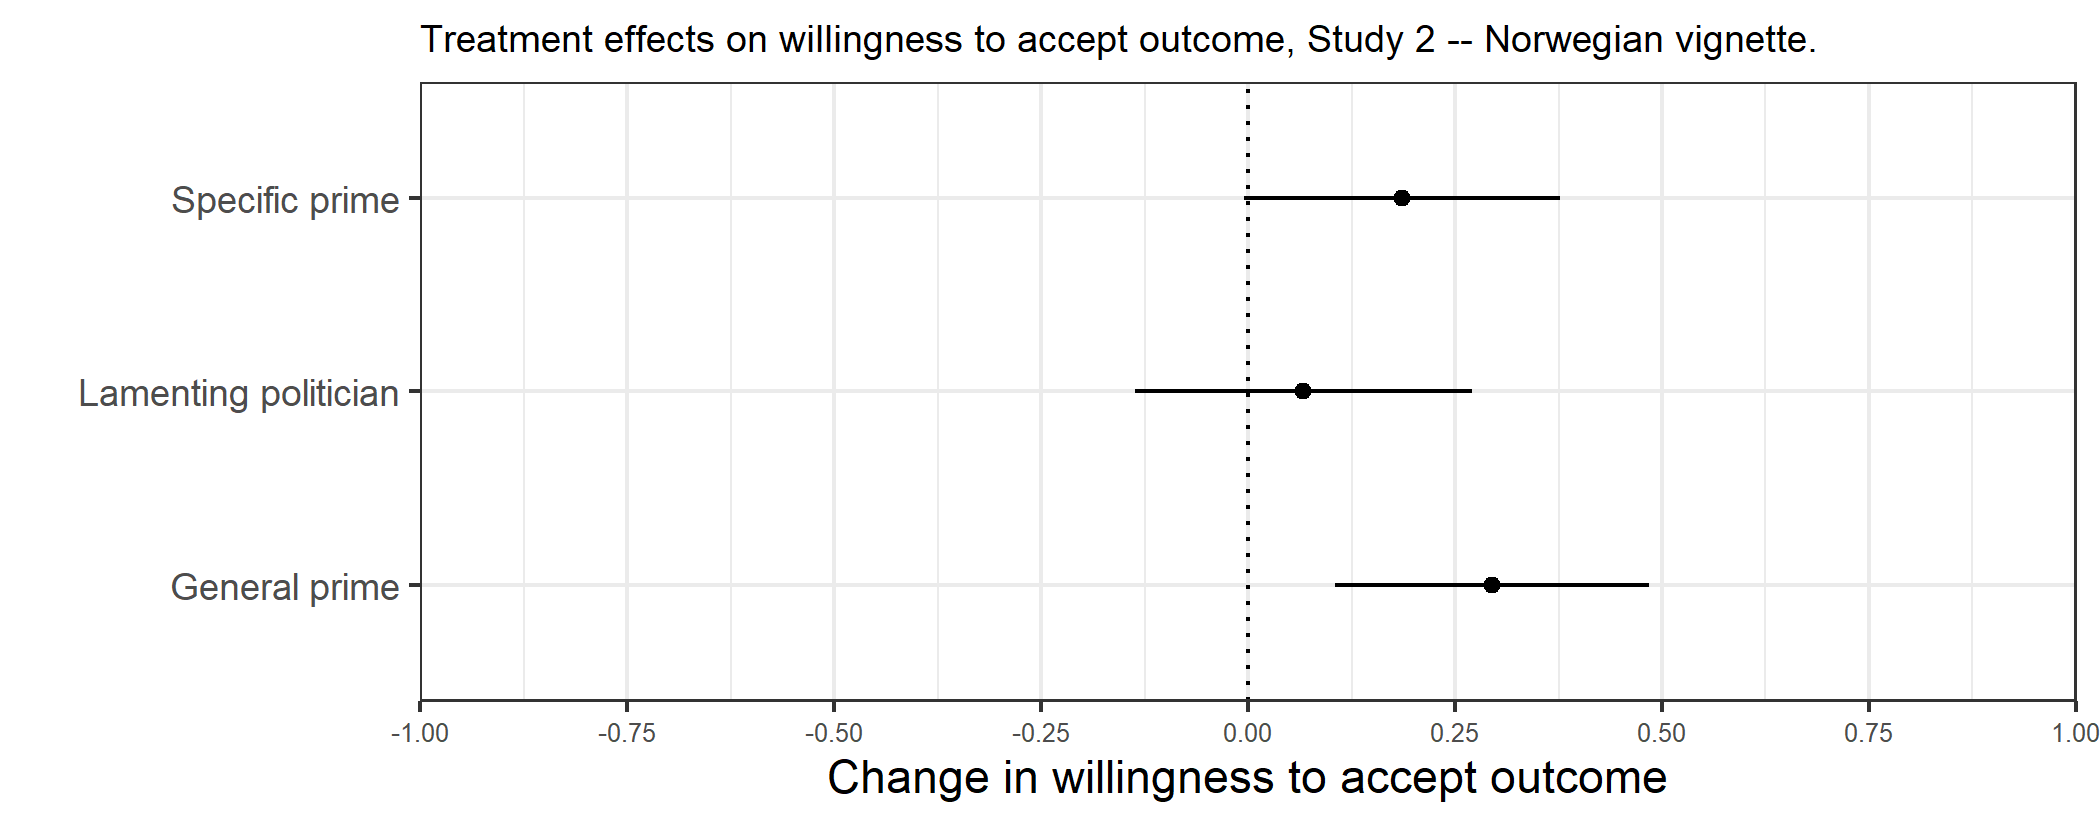 Treatment effects on willingness to accept outcome, Study 2 -- Norwegian vignette.
Specific prime
Lamenting politician
General prime
-1.00 -0.75 -0.50 -0.25 0.00 0.25 0.50 0.75 1.00
Change in willingness to accept outcome